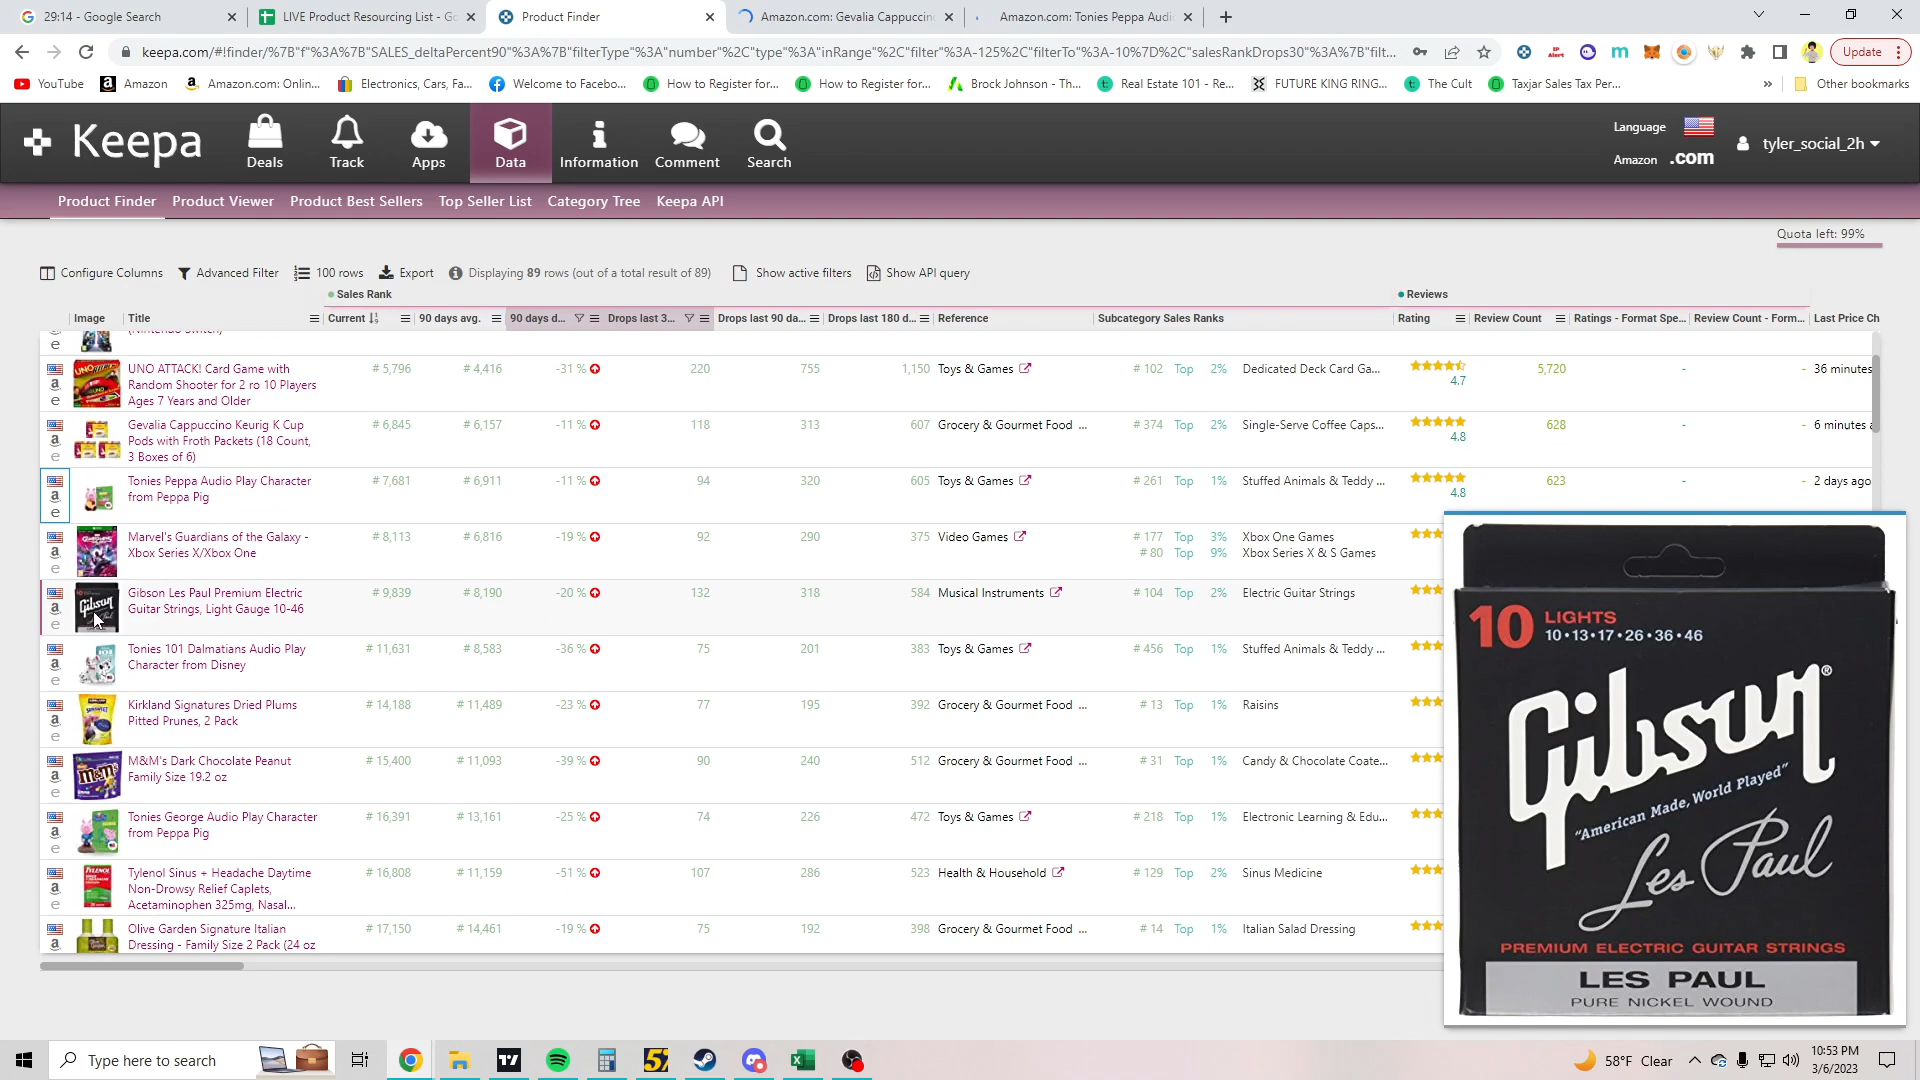 29:14 - Google Search
LIVE Product Resourcing List - Go
Product Finder
Amazon.com: Gevalia Cappuccino
Amazon.com: Tonies Peppa Audi
keepa.com/#!finder/%7B"f"%3A%7B"SALES_deltaPercent90"%3A%7B"filterType"%3A"number"%2C"type"%3A"inRange"%2C"filter"%3A-125%2C"filterTo"%3A-10%7D%2C"salesRankDrops30"%3A%7B"filt...
Update
YouTube
Amazon
Amazon.com: Onlin...
Electronics, Cars, Fa...
Welcome to Facebo...
How to Register for...
How to Register for...
Brock Johnson - Th...
Real Estate 101 - Re...
FUTURE KING RING...
The Cult
Taxjar Sales Tax Per...
Other bookmarks
Keepa
Deals
Track
Apps
Data
Information
Comment
Search
Language
Amazon .com
tyler_social_2h
Product Finder Product Viewer Product Best Sellers Top Seller List Category Tree Keepa API
Quota left: 99%
Configure Columns
Advanced Filter
100 rows
Export
Displaying 89 rows (out of a total result of 89)
Show active filters
Show API query
Sales Rank
Reviews
Image Title Current 90 days avg. 90 days d... Drops last 3... Drops last 90 da... Drops last 180 d... Reference Subcategory Sales Ranks Rating Review Count Ratings - Format Spe... Review Count - Form... Last Price Ch
(Nintendo Switch)
UNO ATTACK! Card Game with
Random Shooter for 2 ro 10 Players
Ages 7 Years and Older
# 5,796 # 4,416 -31 % 220 755 1,150 Toys & Games # 102 Top 2% Dedicated Deck Card Ga... 4.7 5,720 - - 36 minutes
Gevalia Cappuccino Keurig K Cup
Pods with Froth Packets (18 Count,
3 Boxes of 6)
# 6,845 # 6,157 -11 % 118 313 607 Grocery & Gourmet Food ... # 374 Top 2% Single-Serve Coffee Caps... 4.8 628 - - 6 minutes a
Tonies Peppa Audio Play Character
from Peppa Pig
# 7,681 # 6,911 -11 % 94 320 605 Toys & Games # 261 Top 1% Stuffed Animals & Teddy ... 4.8 623 - - 2 days ago
Marvel's Guardians of the Galaxy -
Xbox Series X/Xbox One
# 8,113 # 6,816 -19 % 92 290 375 Video Games # 177 Top 3% Xbox One Games
# 80 Top 9% Xbox Series X & S Games
Gibson Les Paul Premium Electric
Guitar Strings, Light Gauge 10-46
# 9,839 # 8,190 -20 % 132 318 584 Musical Instruments # 104 Top 2% Electric Guitar Strings
Tonies 101 Dalmatians Audio Play
Character from Disney
# 11,631 # 8,583 -36 % 75 201 383 Toys & Games # 456 Top 1% Stuffed Animals & Teddy ...
Kirkland Signatures Dried Plums
Pitted Prunes, 2 Pack
# 14,188 # 11,489 -23 % 77 195 392 Grocery & Gourmet Food ... # 13 Top 1% Raisins
M&M's Dark Chocolate Peanut
Family Size 19.2 oz
# 15,400 # 11,093 -39 % 90 240 512 Grocery & Gourmet Food ... # 31 Top 1% Candy & Chocolate Coate...
Tonies George Audio Play Character
from Peppa Pig
# 16,391 # 13,161 -25 % 74 226 472 Toys & Games # 218 Top 1% Electronic Learning & Edu...
Tylenol Sinus + Headache Daytime
Non-Drowsy Relief Caplets,
Acetaminophen 325mg, Nasal...
# 16,808 # 11,159 -51 % 107 286 523 Health & Household # 129 Top 2% Sinus Medicine
Olive Garden Signature Italian
Dressing - Family Size 2 Pack (24 oz
# 17,150 # 14,461 -19 % 75 192 398 Grocery & Gourmet Food ... # 14 Top 1% Italian Salad Dressing
10 LIGHTS
10•13•17•26•36•46
Gibson®
"American Made, World Played"
Les Paul
PREMIUM ELECTRIC GUITAR STRINGS
LES PAUL
PURE NICKEL WOUND
Type here to search
58°F Clear
10:53 PM
3/6/2023